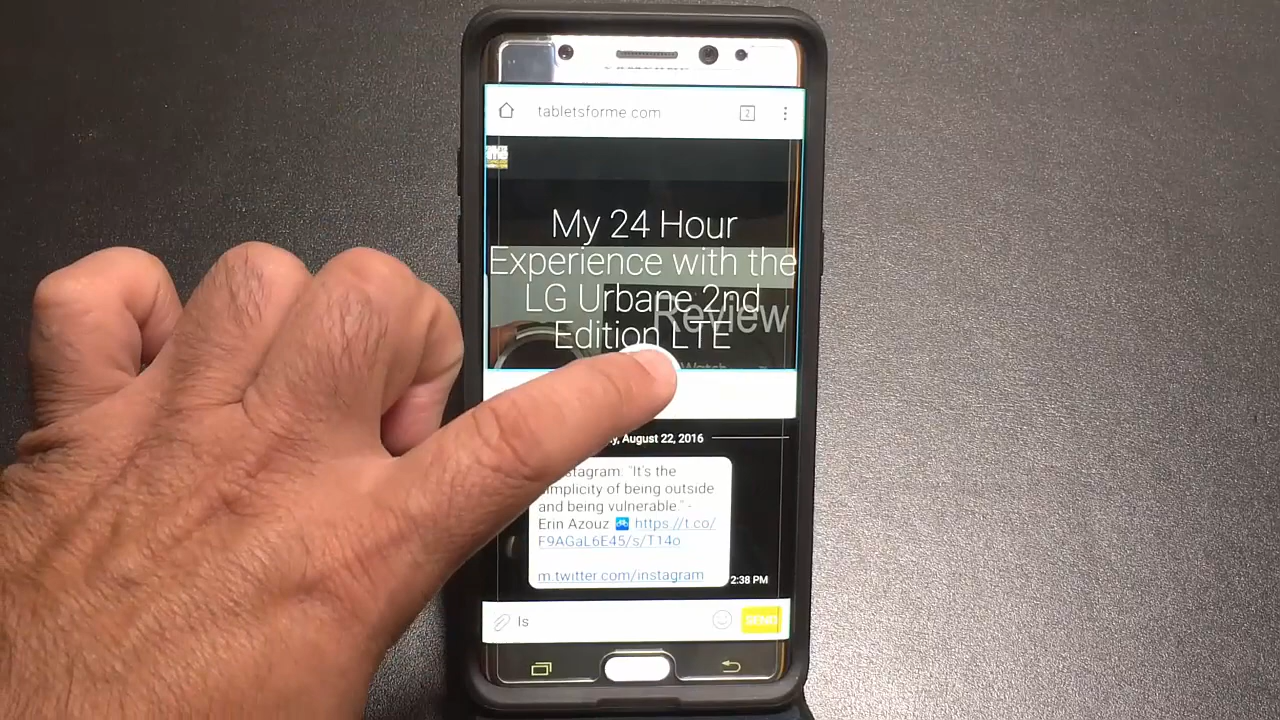 tabletsforme.com
2
My 24 Hour
Experience with the
LG Urbane 2nd
Edition LTE
Review
Watch
August 22, 2016
"It's the
simplicity of being outside
and being vulnerable" -
Erin Azouz 🚲 https://t.co/
F9AGaL6E45/s/T14o
m.twitter.com/instagram
2:38 PM
Is
SEND